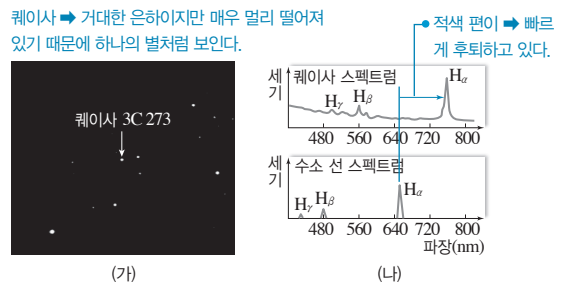 퀘이사 ➡ 거대한 은하이지만 매우 멀리 떨어져
있기 때문에 하나의 별처럼 보인다.
적색 편이 ➡ 빠르
게 후퇴하고 있다.
퀘이사 3C 273
(가)
세기
퀘이사 스펙트럼
Hγ Hβ Hα
480 560 640 720 800
세기
수소 선 스펙트럼
Hγ Hβ Hα
480 560 640 720 800
파장(nm)
(나)